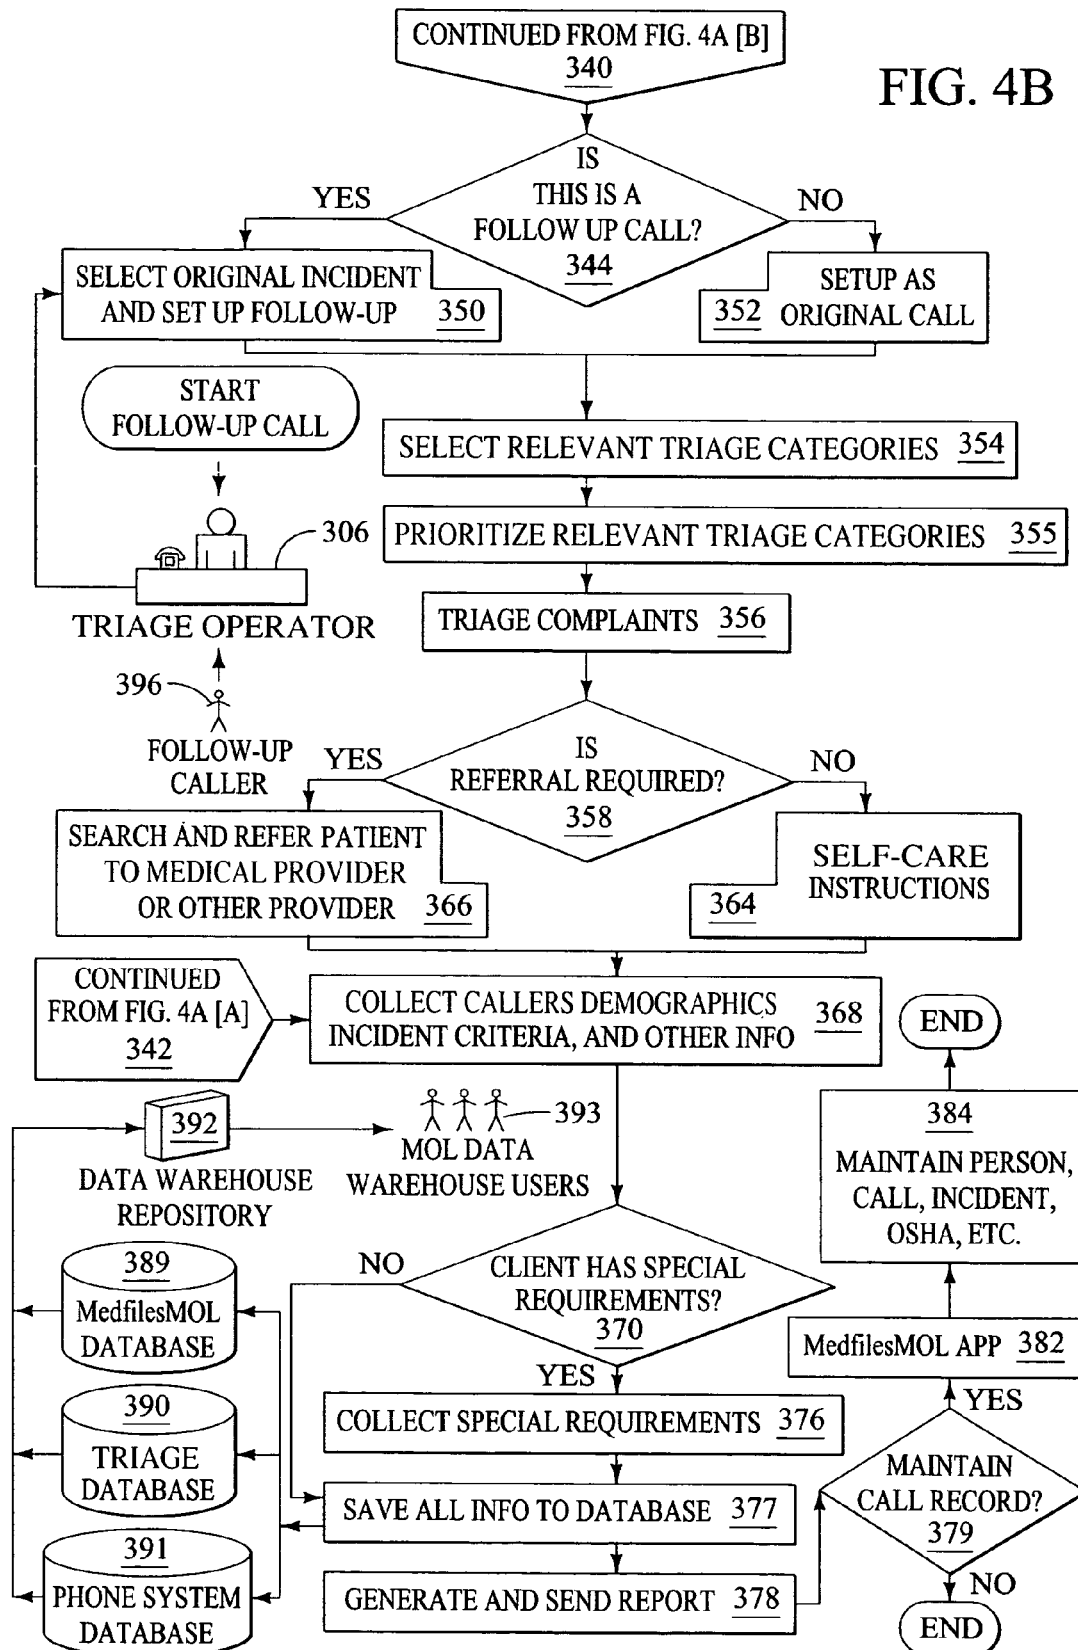 CONTINUED FROM FIG. 4A [B]
340
FIG. 4B
IS
THIS IS A
FOLLOW UP CALL?
344
YES
NO
SELECT ORIGINAL INCIDENT
AND SET UP FOLLOW-UP
350
SETUP AS
352 ORIGINAL CALL
START
FOLLOW-UP CALL
SELECT RELEVANT TRIAGE CATEGORIES 354
306
PRIORITIZE RELEVANT TRIAGE CATEGORIES 355
TRIAGE OPERATOR
TRIAGE COMPLAINTS 356
396
FOLLOW-UP
CALLER
IS
REFERRAL REQUIRED?
358
YES
NO
SEARCH AND REFER PATIENT
TO MEDICAL PROVIDER
OR OTHER PROVIDER 366
SELF-CARE
INSTRUCTIONS
364
CONTINUED
FROM FIG. 4A [A]
342
COLLECT CALLERS DEMOGRAPHICS
INCIDENT CRITERIA, AND OTHER INFO
368
END
392
DATA WAREHOUSE
REPOSITORY
393
MOL DATA
WAREHOUSE USERS
384
MAINTAIN PERSON,
CALL, INCIDENT,
OSHA, ETC.
389
MedfilesMOL
DATABASE
NO
CLIENT HAS SPECIAL
REQUIREMENTS?
370
YES
MedfilesMOL APP 382
YES
390
TRIAGE
DATABASE
COLLECT SPECIAL REQUIREMENTS 376
MAINTAIN
CALL RECORD?
379
SAVE ALL INFO TO DATABASE 377
391
PHONE SYSTEM
DATABASE
GENERATE AND SEND REPORT 378
NO
END